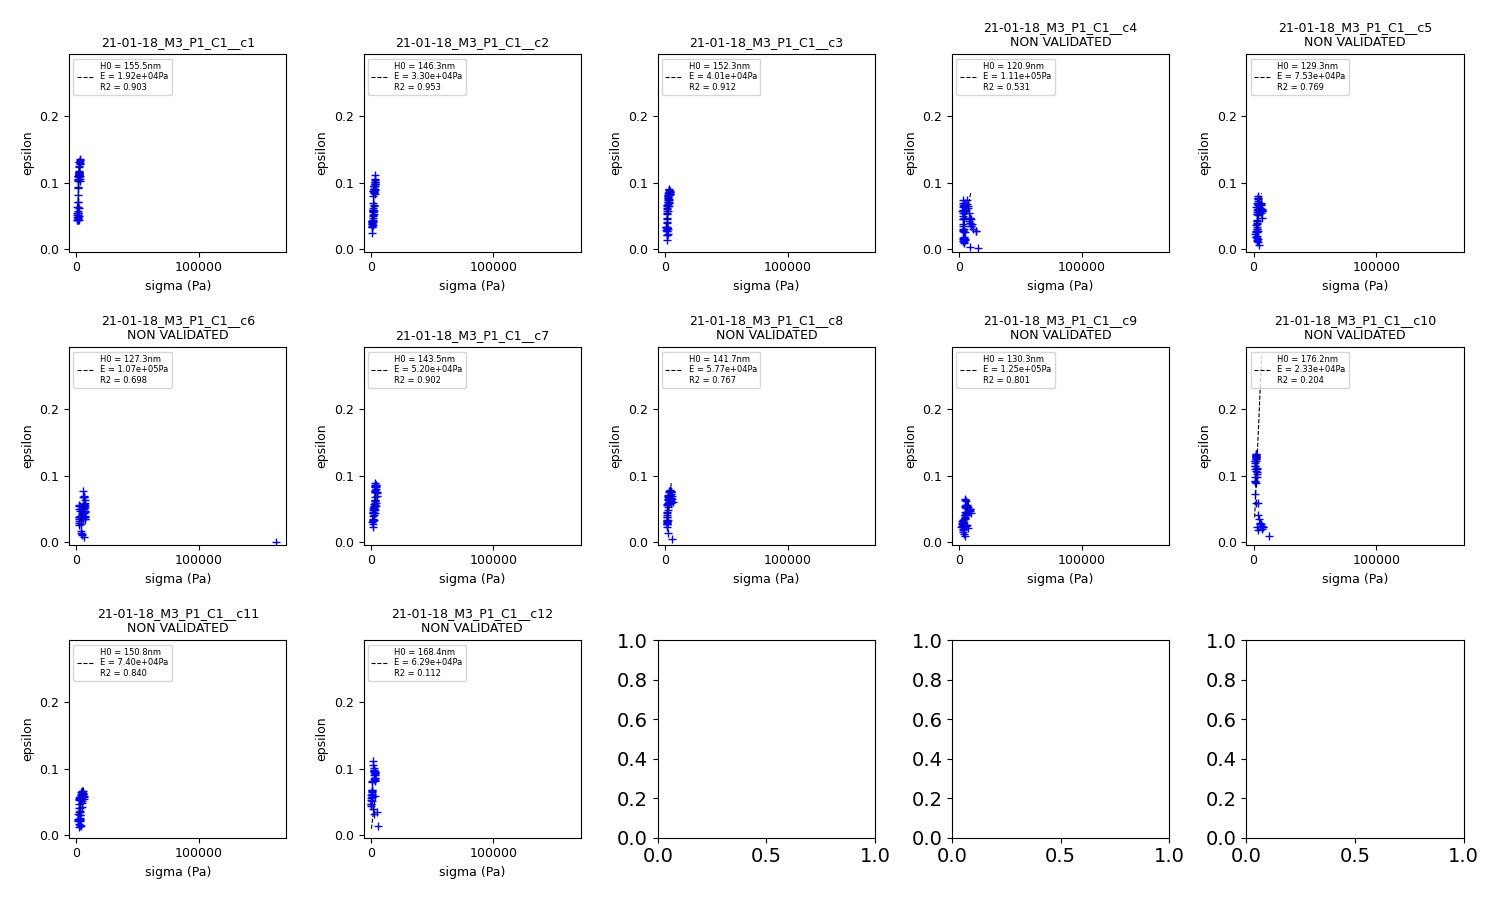 21-01-18_M3_P1_C1__c1
H0 = 155.5nm
E = 1.92e+04Pa
R2 = 0.903
epsilon
0.2
0.1
0.0
0
100000
sigma (Pa)
21-01-18_M3_P1_C1__c2
H0 = 146.3nm
E = 3.30e+04Pa
R2 = 0.953
epsilon
0.2
0.1
0.0
0
100000
sigma (Pa)
21-01-18_M3_P1_C1__c3
H0 = 152.3nm
E = 4.01e+04Pa
R2 = 0.912
epsilon
0.2
0.1
0.0
0
100000
sigma (Pa)
21-01-18_M3_P1_C1__c4
NON VALIDATED
H0 = 120.9nm
E = 1.11e+05Pa
R2 = 0.531
epsilon
0.2
0.1
0.0
0
100000
sigma (Pa)
21-01-18_M3_P1_C1__c5
NON VALIDATED
H0 = 129.3nm
E = 7.53e+04Pa
R2 = 0.769
epsilon
0.2
0.1
0.0
0
100000
sigma (Pa)
21-01-18_M3_P1_C1__c6
NON VALIDATED
H0 = 127.3nm
E = 1.07e+05Pa
R2 = 0.698
epsilon
0.2
0.1
0.0
0
100000
sigma (Pa)
21-01-18_M3_P1_C1__c7
H0 = 143.5nm
E = 5.20e+04Pa
R2 = 0.902
epsilon
0.2
0.1
0.0
0
100000
sigma (Pa)
21-01-18_M3_P1_C1__c8
NON VALIDATED
H0 = 141.7nm
E = 5.77e+04Pa
R2 = 0.767
epsilon
0.2
0.1
0.0
0
100000
sigma (Pa)
21-01-18_M3_P1_C1__c9
NON VALIDATED
H0 = 130.3nm
E = 1.25e+05Pa
R2 = 0.801
epsilon
0.2
0.1
0.0
0
100000
sigma (Pa)
21-01-18_M3_P1_C1__c10
NON VALIDATED
H0 = 176.2nm
E = 2.33e+04Pa
R2 = 0.204
epsilon
0.2
0.1
0.0
0
100000
sigma (Pa)
21-01-18_M3_P1_C1__c11
NON VALIDATED
H0 = 150.8nm
E = 7.40e+04Pa
R2 = 0.840
epsilon
0.2
0.1
0.0
0
100000
sigma (Pa)
21-01-18_M3_P1_C1__c12
NON VALIDATED
H0 = 168.4nm
E = 6.29e+04Pa
R2 = 0.112
epsilon
0.2
0.1
0.0
0
100000
sigma (Pa)
1.0
0.8
0.6
0.4
0.2
0.0
0.0
0.5
1.0
1.0
0.8
0.6
0.4
0.2
0.0
0.0
0.5
1.0
1.0
0.8
0.6
0.4
0.2
0.0
0.0
0.5
1.0